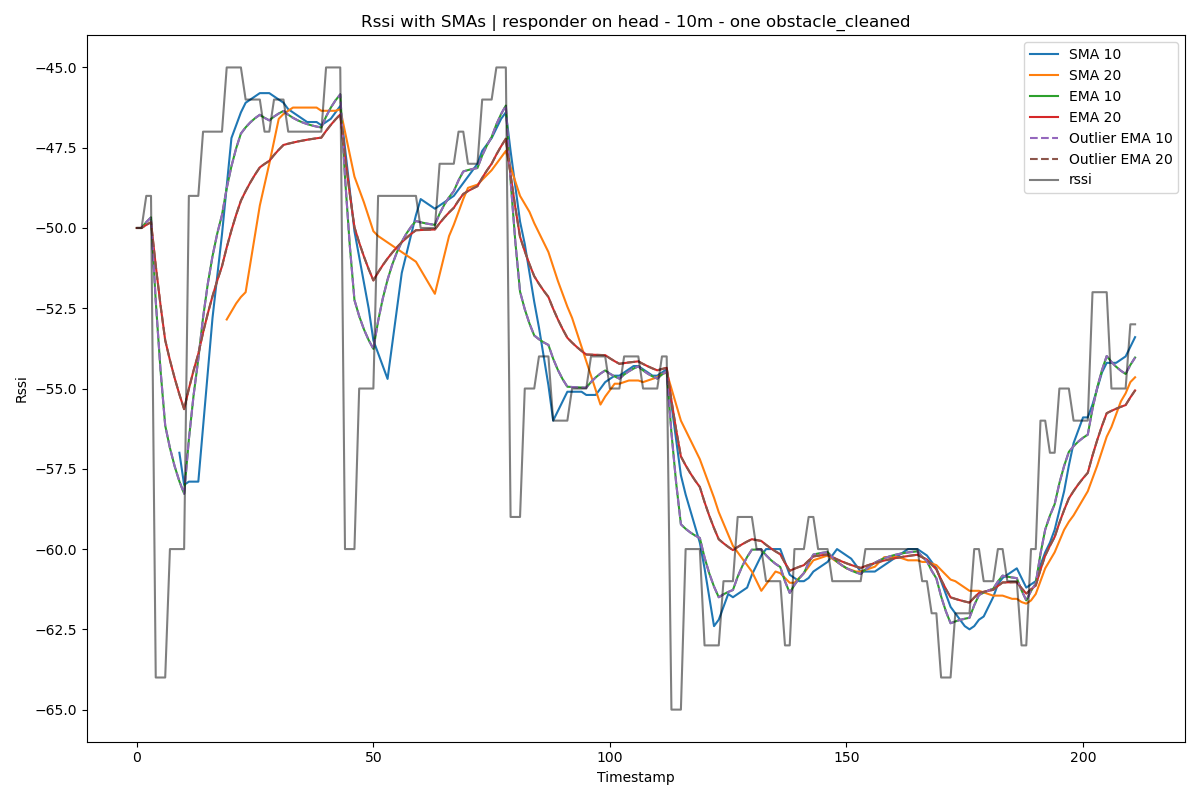 Rssi with SMAs | responder on head - 10m - one obstacle_cleaned
SMA 10
SMA 20
EMA 10
EMA 20
Outlier EMA 10
Outlier EMA 20
rssi
Rssi
−45.0
−47.5
−50.0
−52.5
−55.0
−57.5
−60.0
−62.5
−65.0
0
50
100
150
200
Timestamp